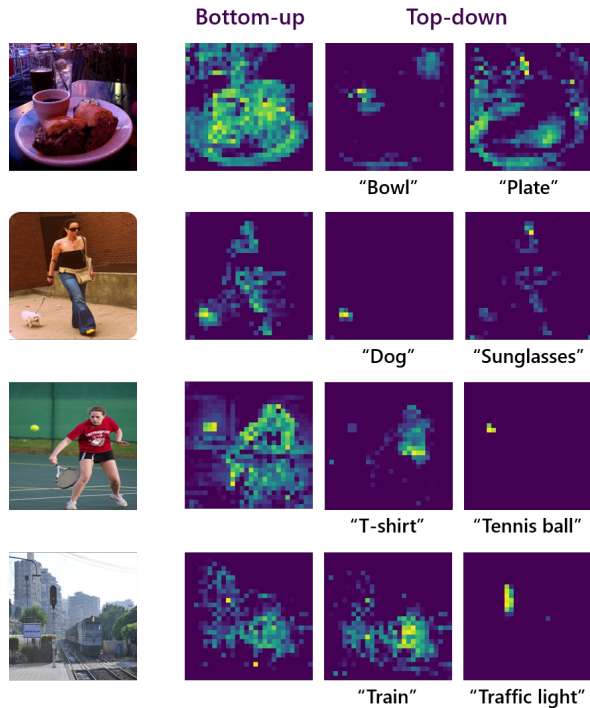 Bottom-up Top-down
“Bowl” “Plate”
“Dog” “Sunglasses”
“T-shirt” “Tennis ball”
“Train” “Traffic light”